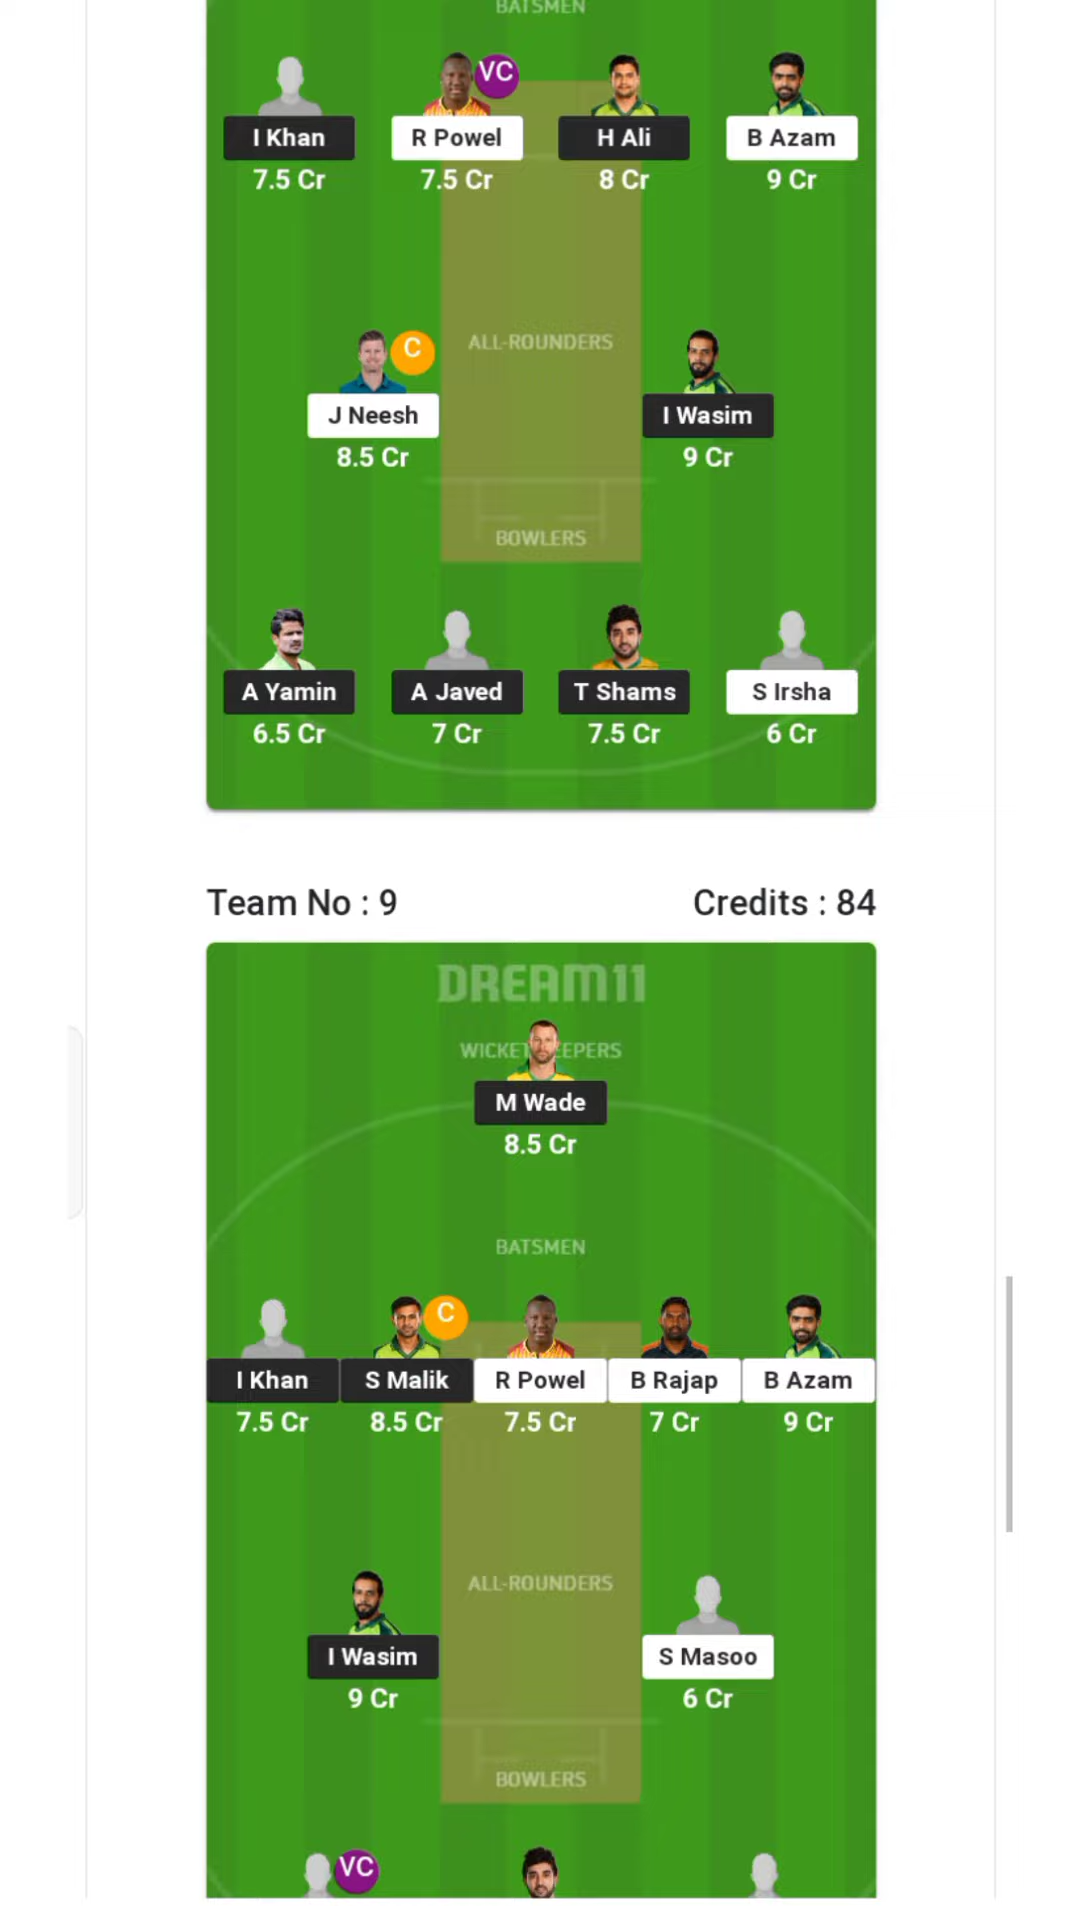 BATSMEN
VC
I Khan R Powel H Ali B Azam
7.5 Cr 7.5 Cr 8 Cr 9 Cr
C
ALL-ROUNDERS
J Neesh I Wasim
8.5 Cr 9 Cr
BOWLERS
A Yamin A Javed T Shams S Irsha
6.5 Cr 7 Cr 7.5 Cr 6 Cr
Team No : 9 Credits : 84
DREAM11
WICKET EEPERS
M Wade
8.5 Cr
BATSMEN
C
I Khan S Malik R Powel B Rajap B Azam
7.5 Cr 8.5 Cr 7.5 Cr 7 Cr 9 Cr
ALL-ROUNDERS
I Wasim S Masoo
9 Cr 6 Cr
BOWLERS
VC